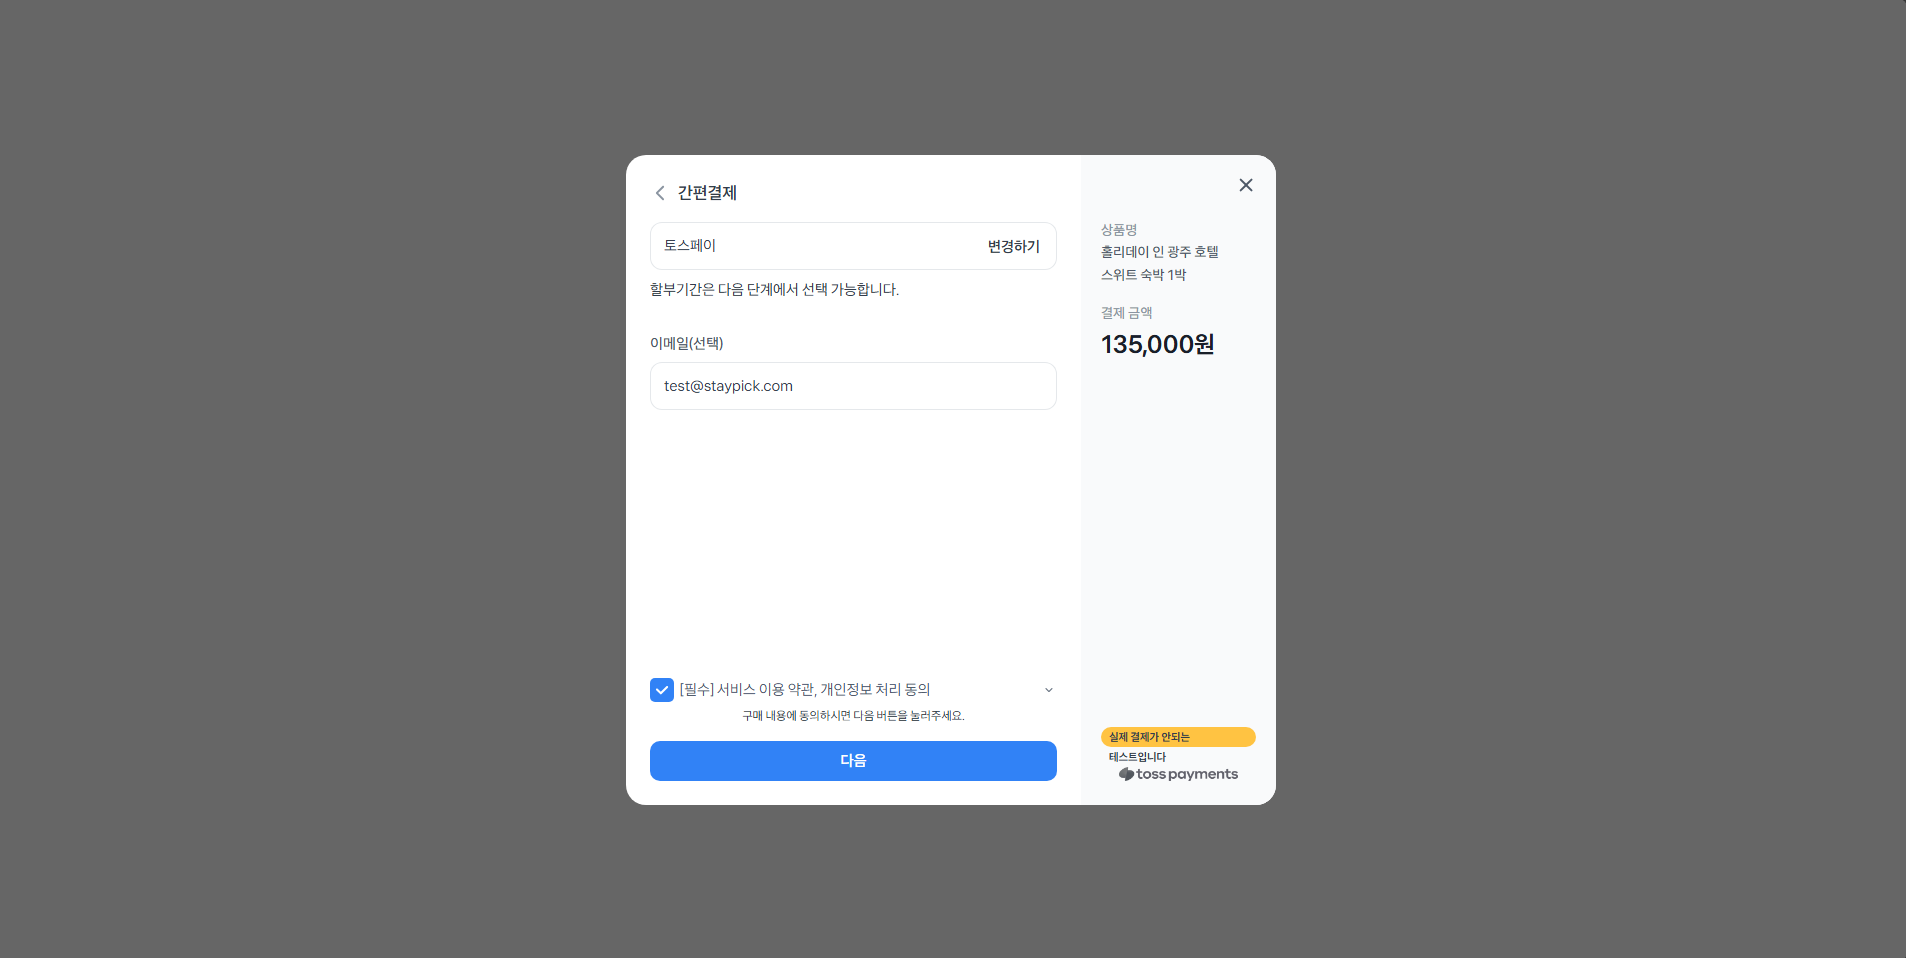 간편결제
토스페이
변경하기
할부기간은 다음 단계에서 선택 가능합니다.
이메일(선택)
test@staypick.com
[필수] 서비스 이용 약관, 개인정보 처리 동의
구매 내용에 동의하시면 다음 버튼을 눌러주세요.
다음
상품명
홀리데이 인 광주 호텔
스위트 숙박 1박
결제 금액
135,000원
실제 결제가 안되는
테스트입니다
toss payments